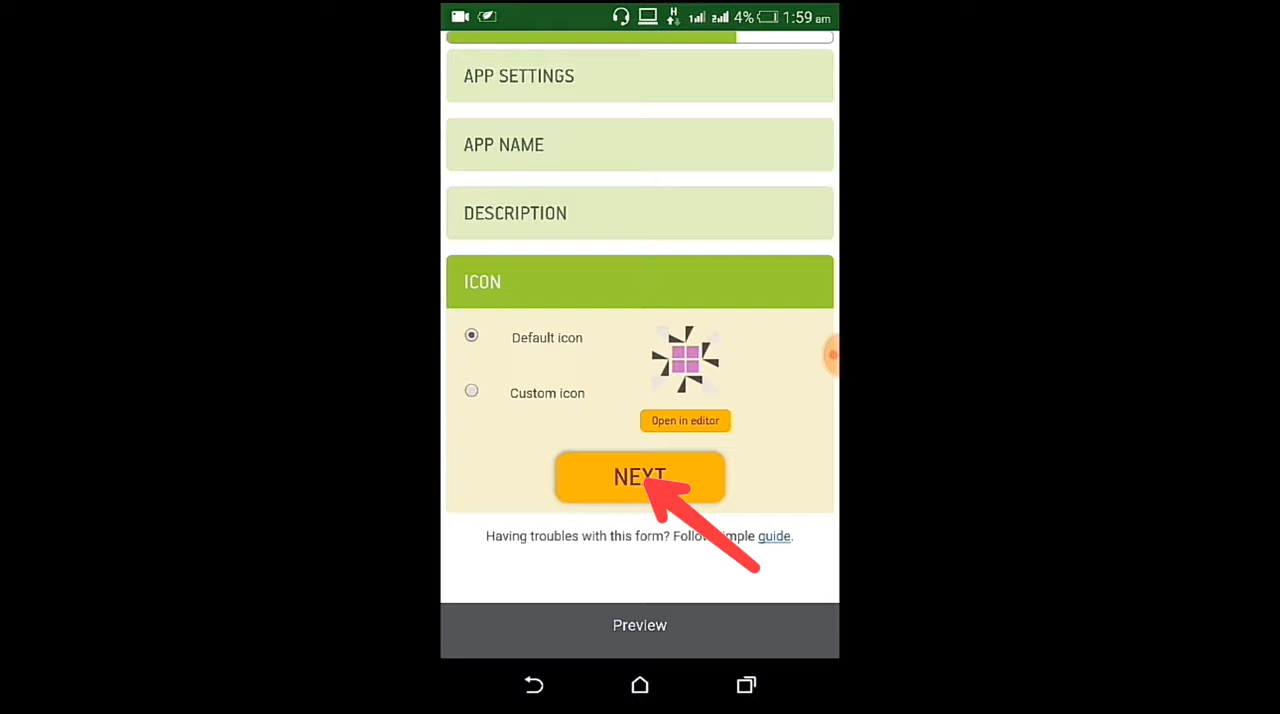 H 4% 1:59 am
APP SETTINGS
APP NAME
DESCRIPTION
ICON
Default icon
Custom icon
Open in editor
NEXT
Having troubles with this form? Follow simple guide.
Preview